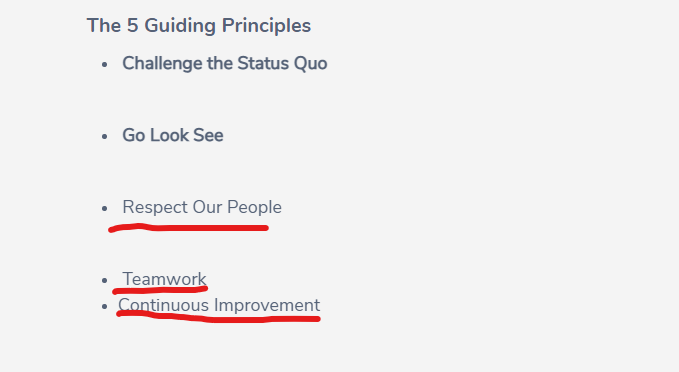 The 5 Guiding Principles
• Challenge the Status Quo
• Go Look See
• Respect Our People
• Teamwork
• Continuous Improvement